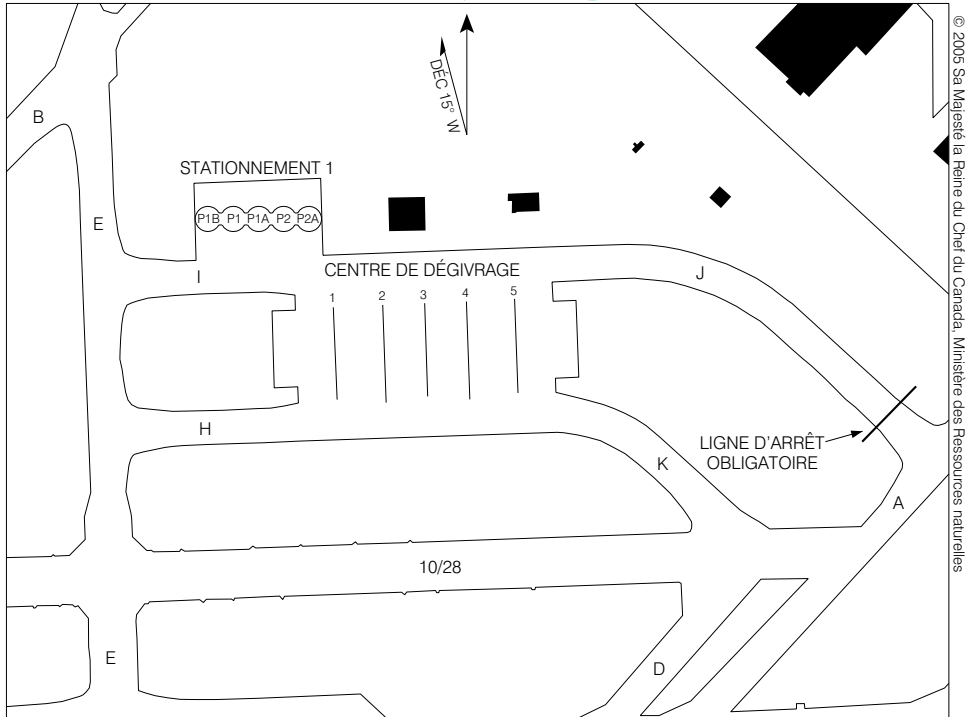 DÉC 15° W
B
STATIONNEMENT 1
P1B P1 P1A P2 P2A
E
I
CENTRE DE DÉGIVRAGE
J
1 2 3 4 5
H
LIGNE D'ARRÊT
OBLIGATOIRE
K
A
10/28
E
D
© 2005 Sa Majesté la Reine du Chef du Canada, Ministère des Ressources naturelles